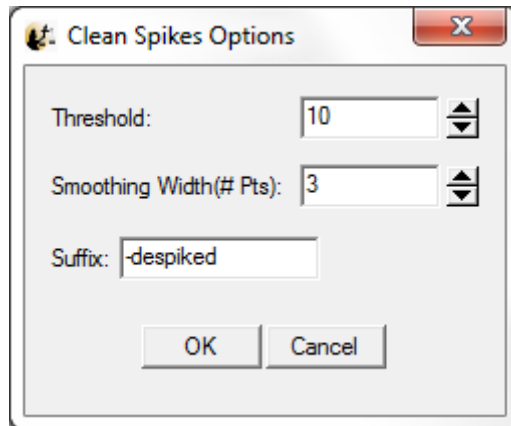 Clean Spikes Options
Threshold: 10
Smoothing Width(# Pts): 3
Suffix: -despiked
OK Cancel